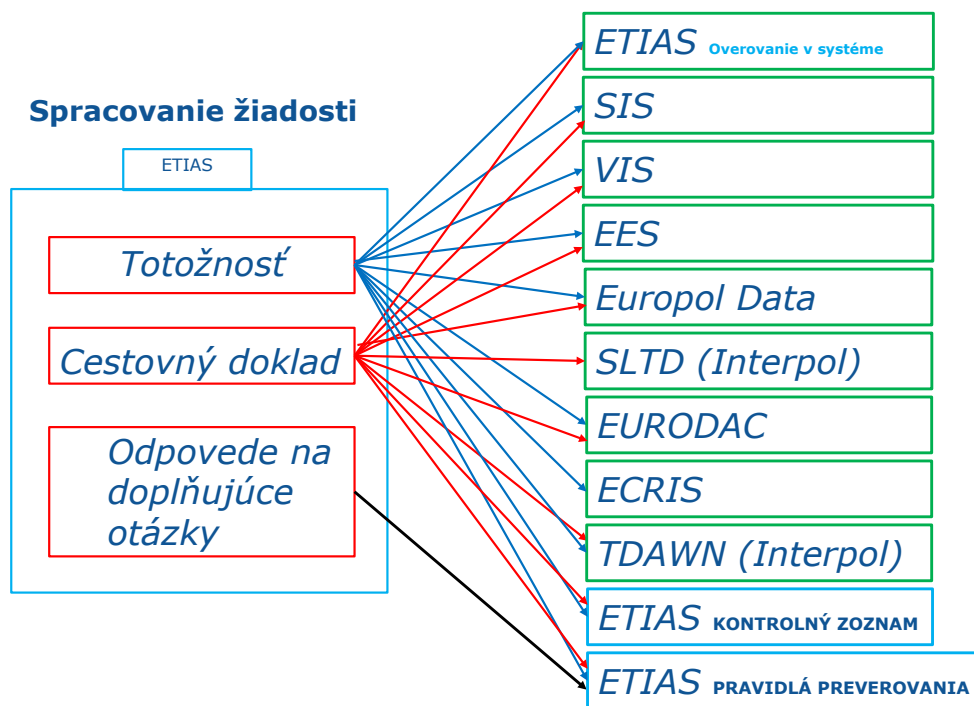 Spracovanie žiadosti
ETIAS
Totožnosť
Cestovný doklad
Odpovede na
doplňujúce
otázky
ETIAS Overovanie v systéme
SIS
VIS
EES
Europol Data
SLTD (Interpol)
EURODAC
ECRIS
TDAWN (Interpol)
ETIAS KONTROLNÝ ZOZNAM
ETIAS PRAVIDLÁ PREVEROVANIA